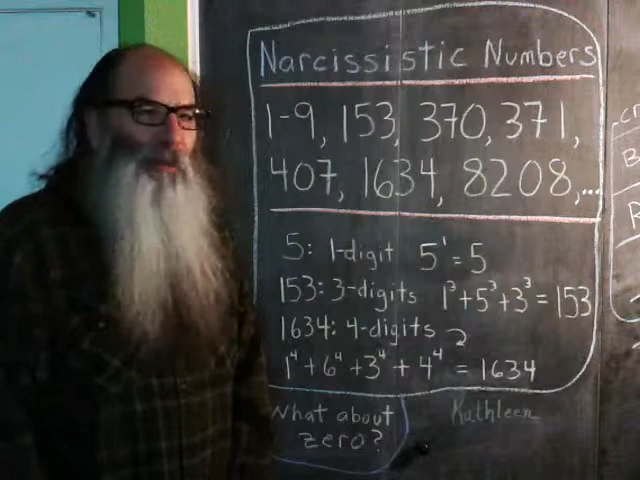 Narcissistic Numbers
1-9, 153, 370, 371,
407, 1634, 8208, ...
5: 1-digit 5¹ = 5
153: 3-digits 1³+5³+3³ = 153
1634: 4-digits 2
1⁴ + 6⁴ + 3⁴ + 4⁴ = 1634
What about
zero?
Kathleen